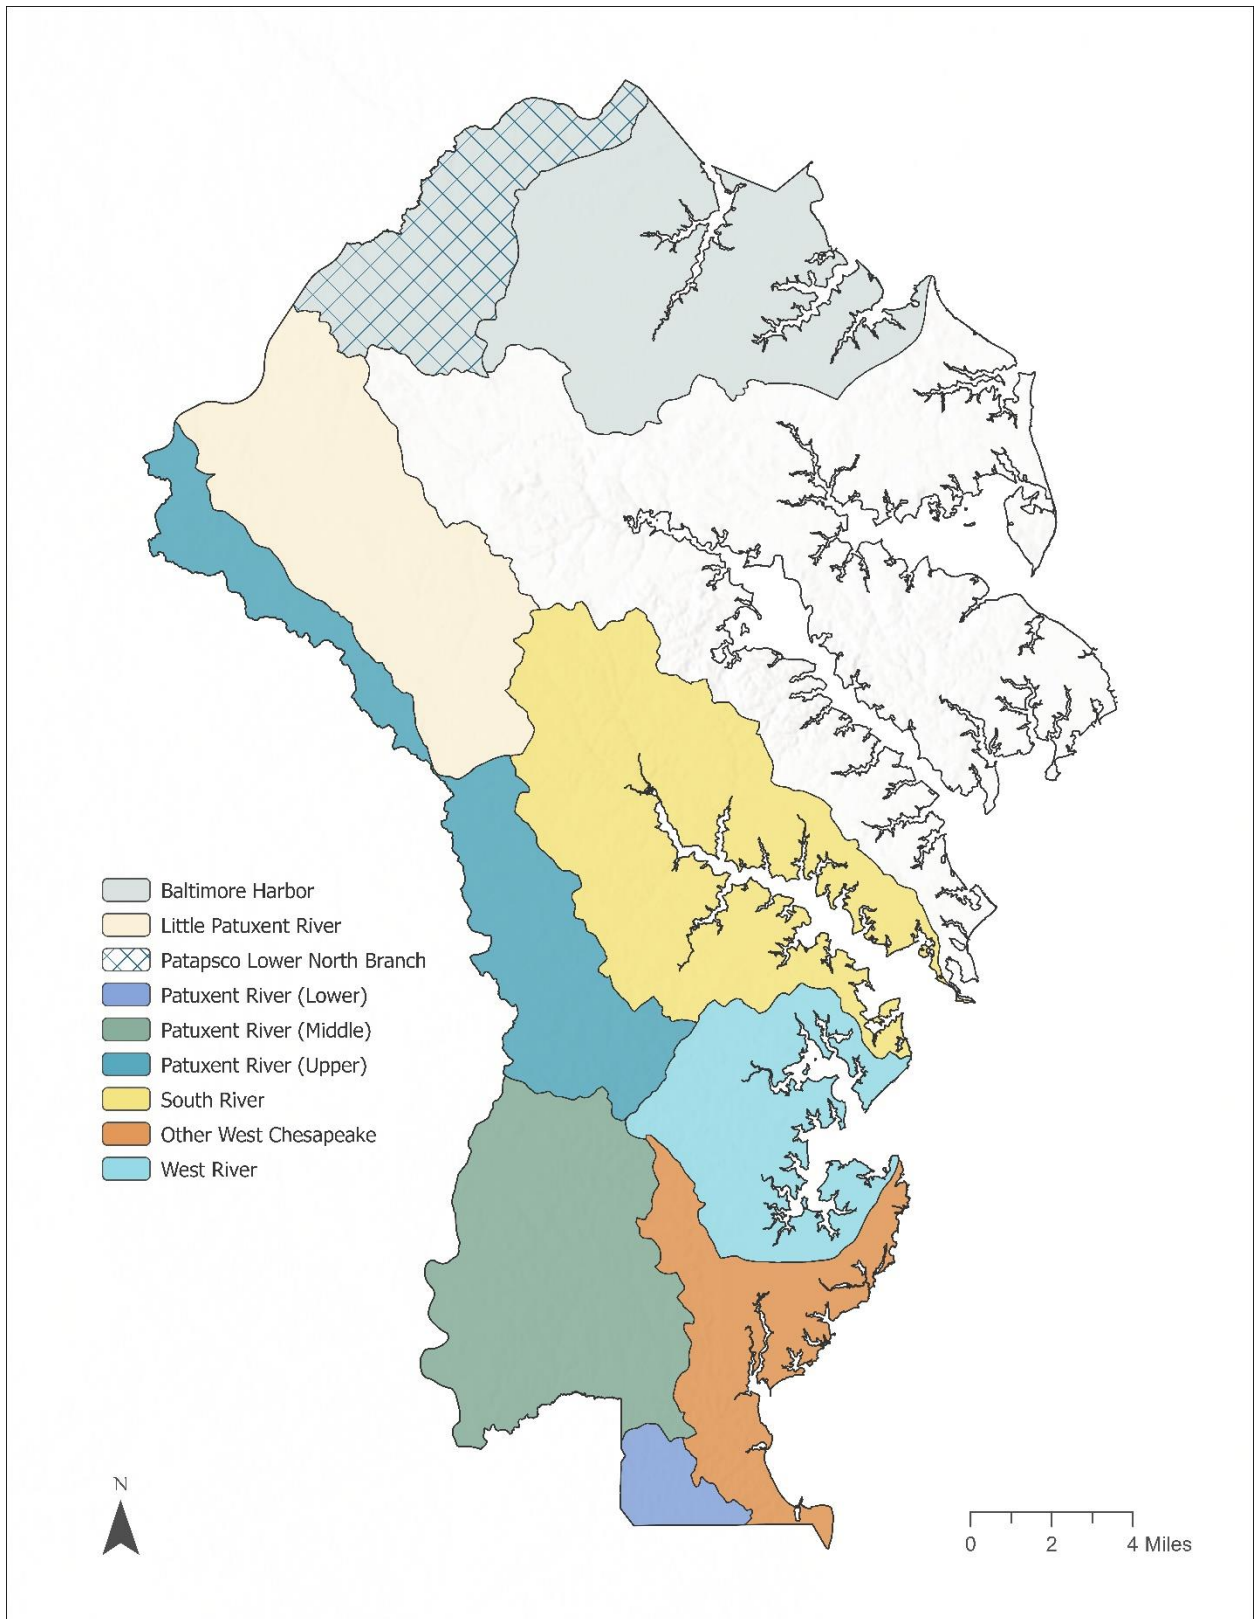 Baltimore Harbor
Little Patuxent River
Patapsco Lower North Branch
Patuxent River (Lower)
Patuxent River (Middle)
Patuxent River (Upper)
South River
Other West Chesapeake
West River
N
0 2 4 Miles